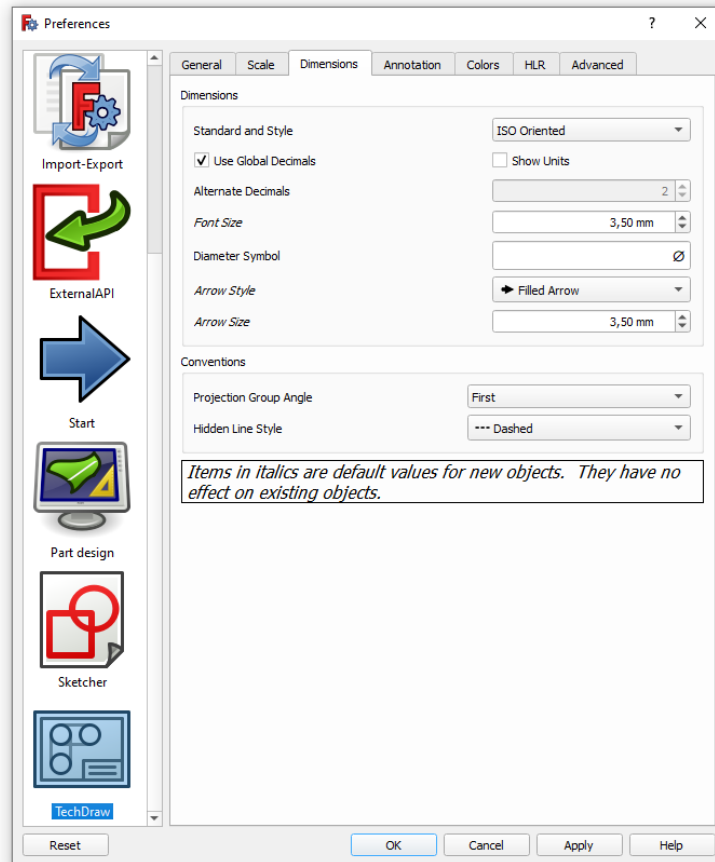 Preferences
?
Import-Export
ExternalAPI
Start
Part design
Sketcher
TechDraw
General Scale Dimensions Annotation Colors HLR Advanced
Dimensions
Standard and Style ISO Oriented
Use Global Decimals Show Units
Alternate Decimals 2
Font Size 3,50 mm
Diameter Symbol ⌀
Arrow Style Filled Arrow
Arrow Size 3,50 mm
Conventions
Projection Group Angle First
Hidden Line Style --- Dashed
Items in italics are default values for new objects. They have no
effect on existing objects.
Reset OK Cancel Apply Help